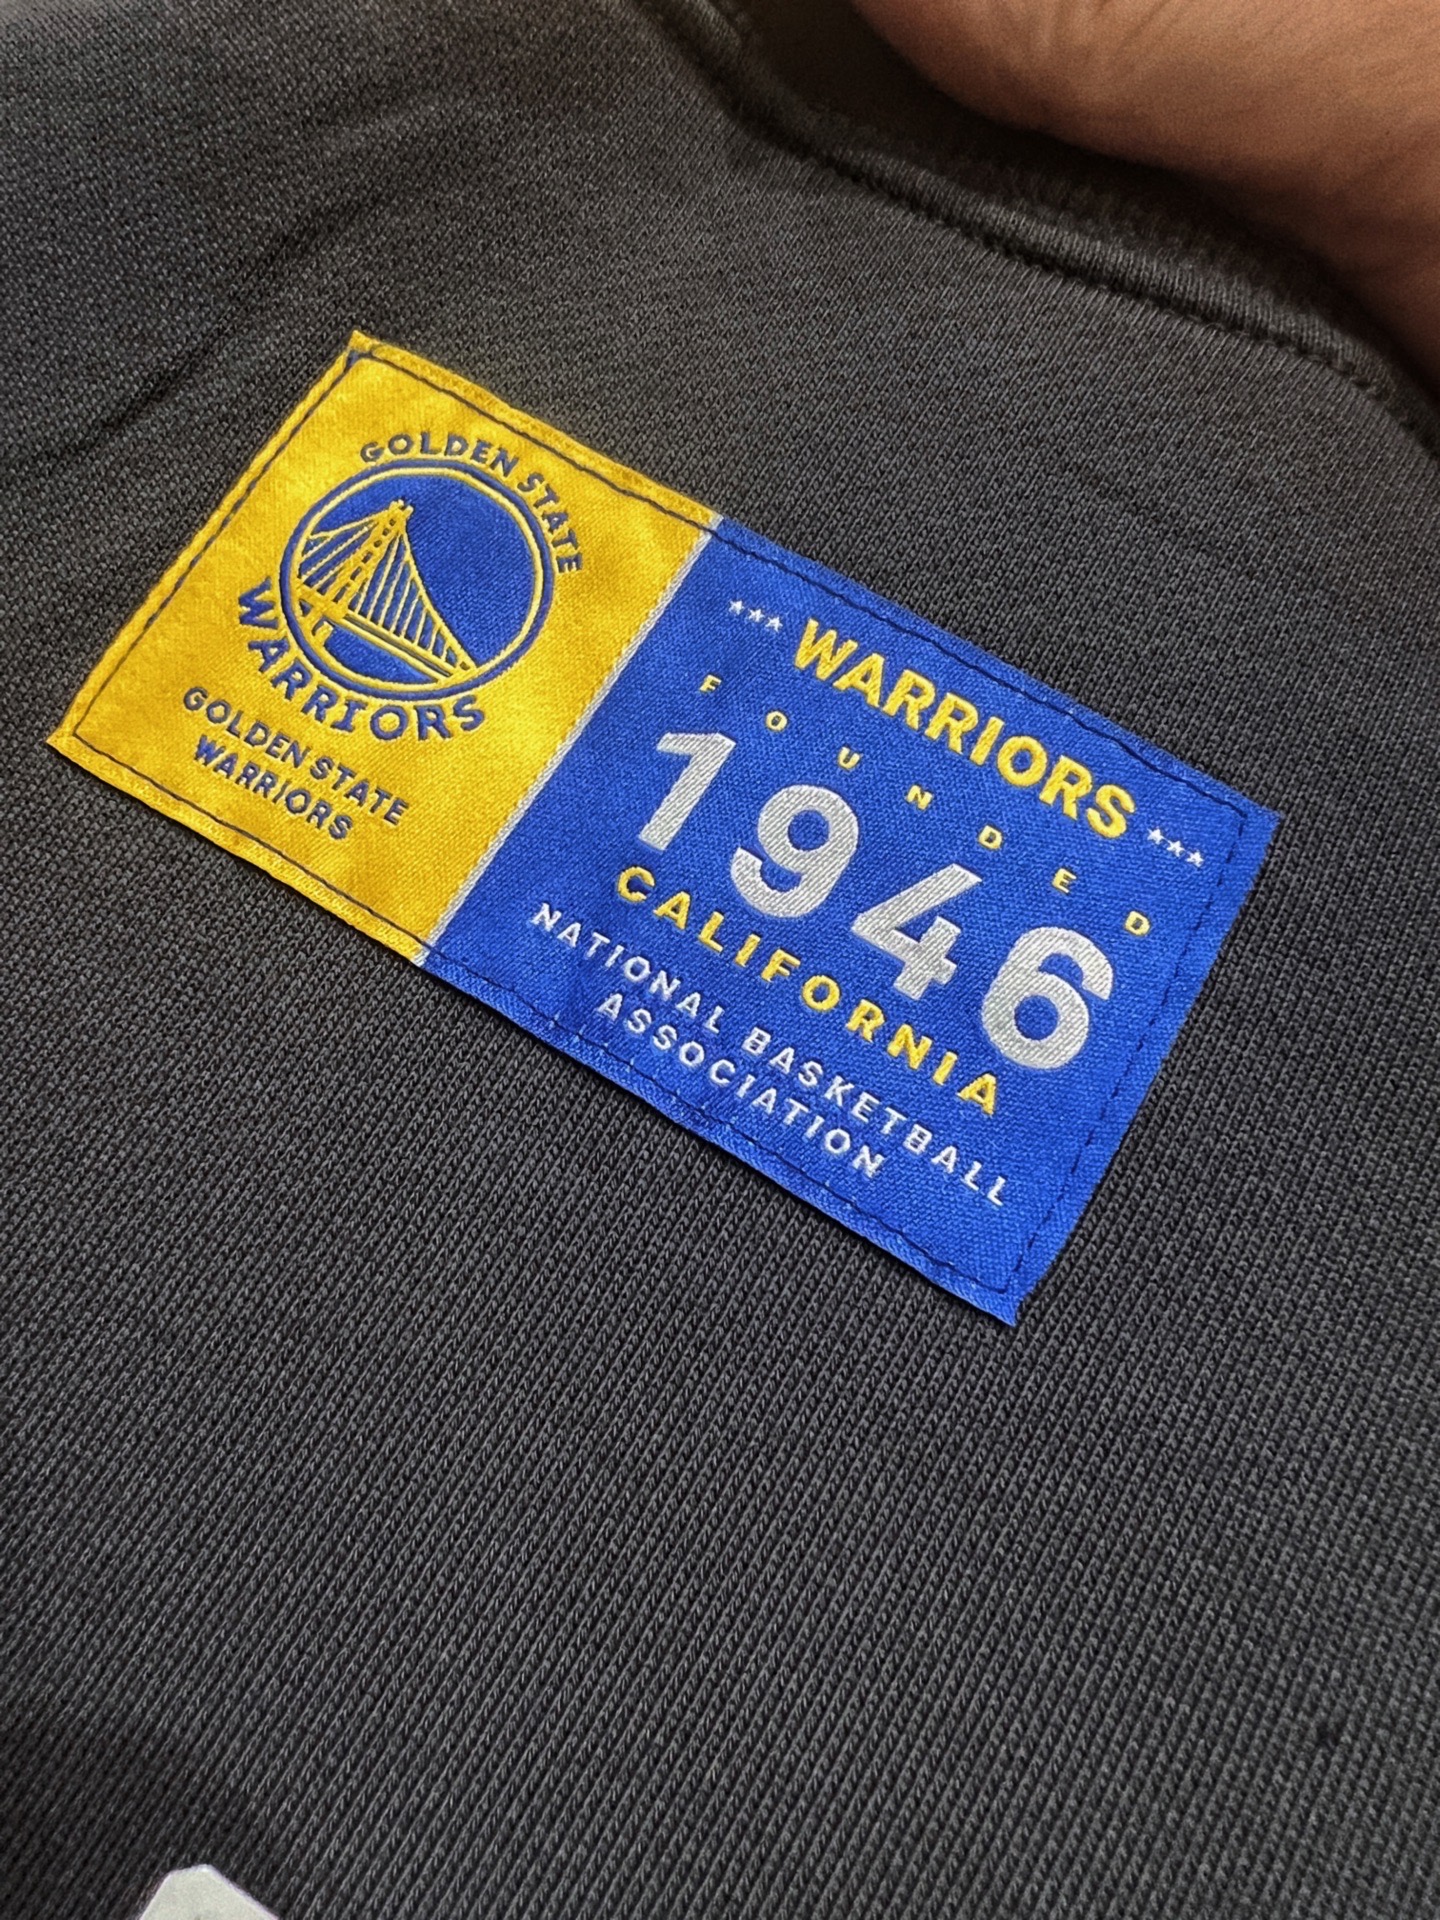 GOLDEN STATE
WARRIORS
GOLDEN STATE
WARRIORS
*** WARRIORS ***
FOUNDED
1946
CALIFORNIA
NATIONAL BASKETBALL
ASSOCIATION